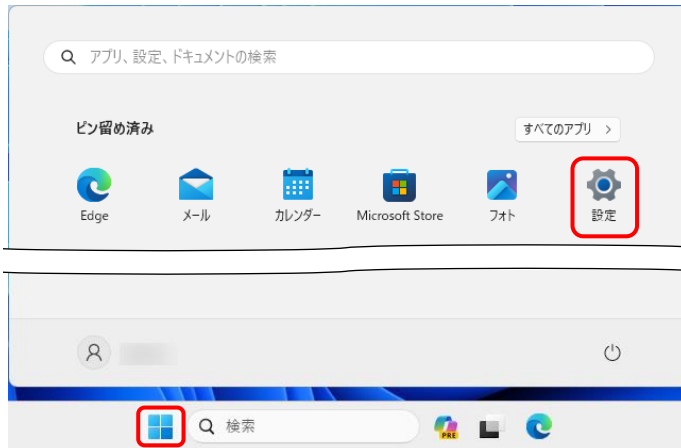 アプリ、設定、ドキュメントの検索
ピン留め済み
すべてのアプリ >
Edge
メール
カレンダー
Microsoft Store
フォト
設定
検索
PRE